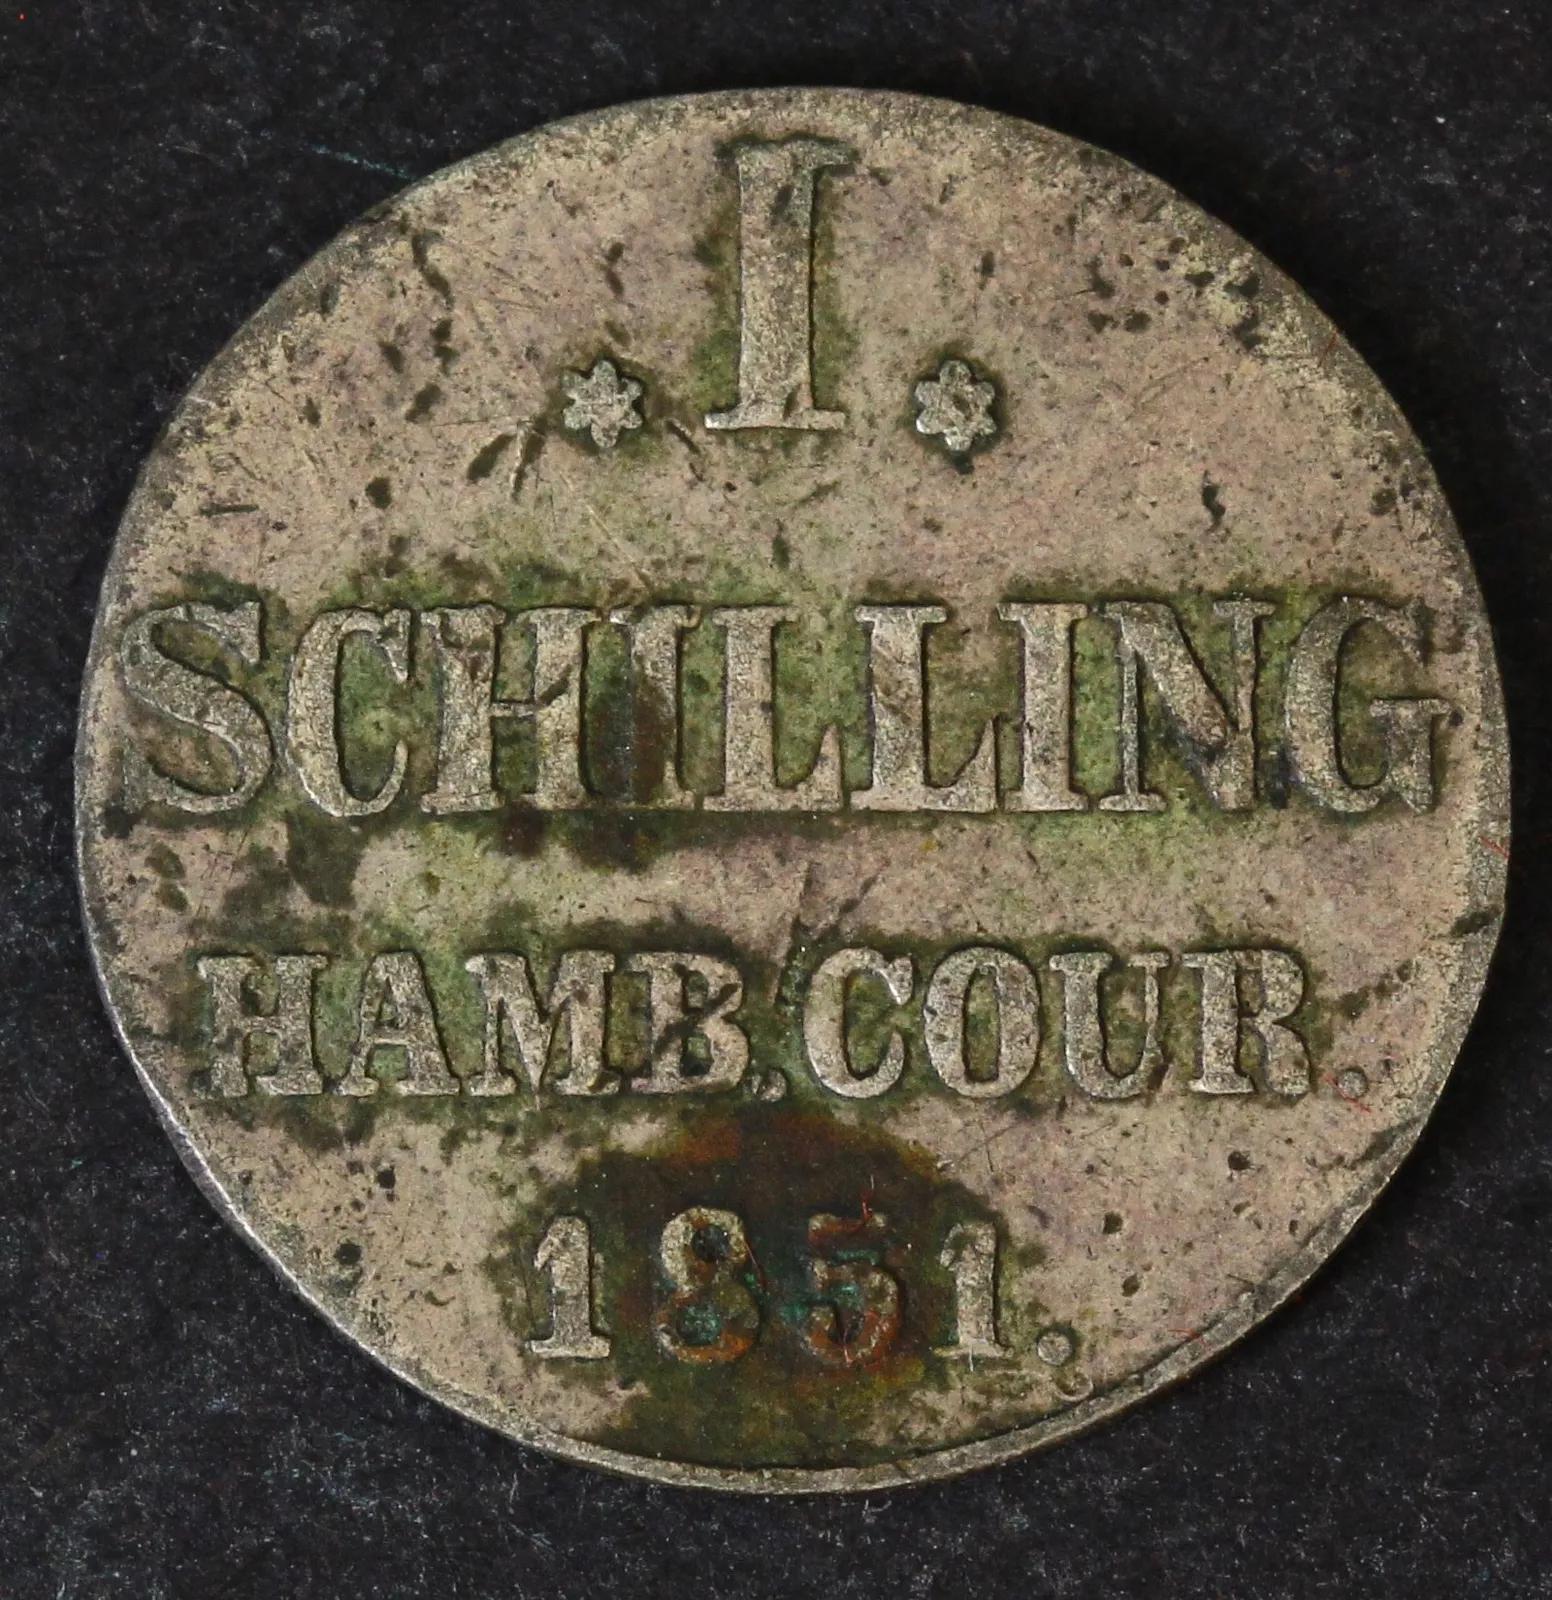 I
SCHILLING
HAMB. COUR.
1851.